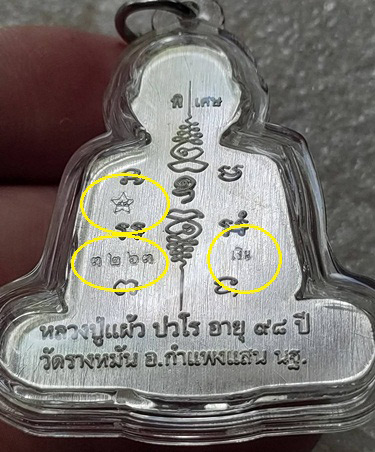 พิ เศษ
๓๒๖๓
เงิน
หลวงปู่แผ้ว ปวโร อายุ ๙๘ ปี
วัดรางหมัน อ.กำแพงแสน นฐ.